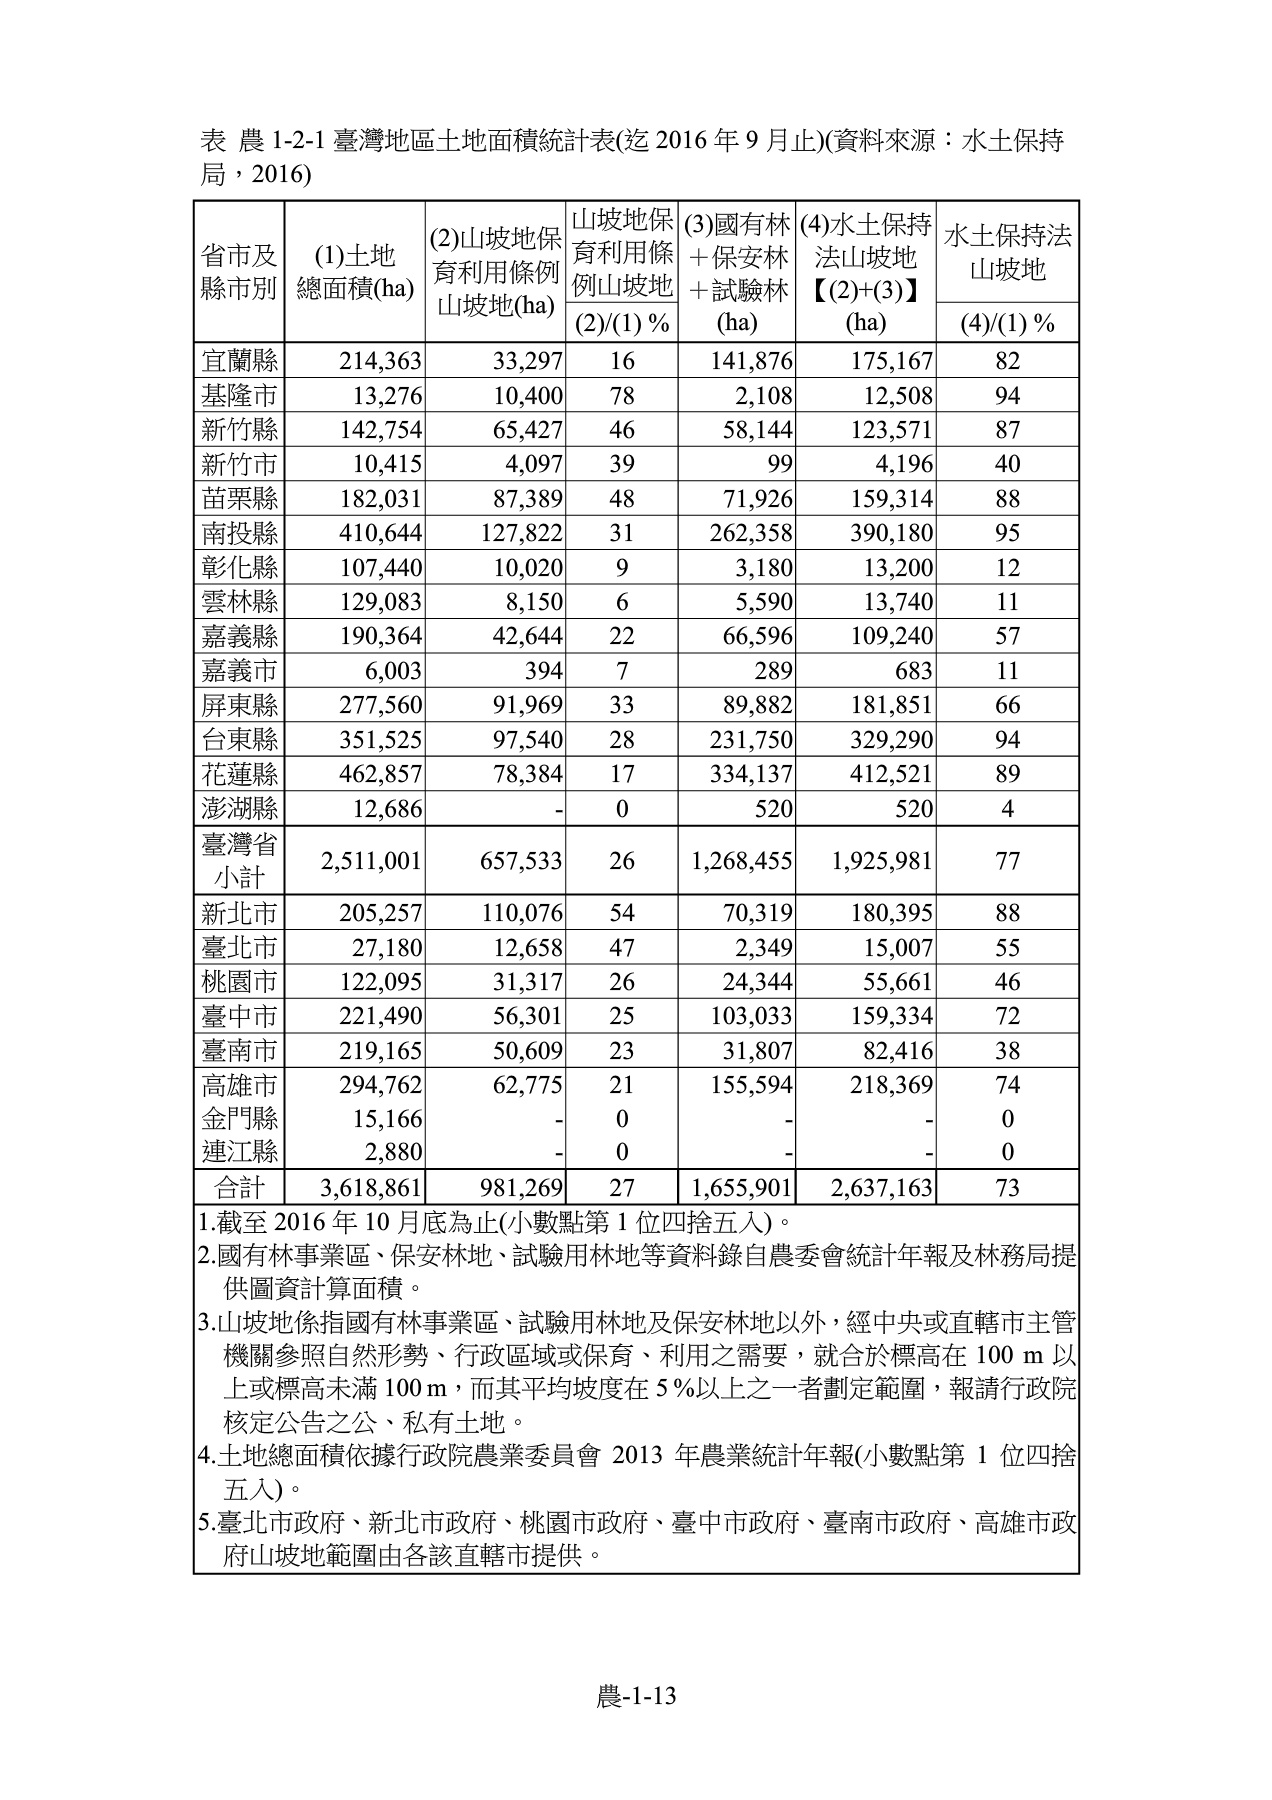 表 農 1-2-1 臺灣地區土地面積統計表(迄 2016 年 9 月止)(資料來源：水土保持
局，2016)
省市及
縣市別
(1)土地
總面積(ha)
(2)山坡地保
育利用條例
山坡地(ha)
山坡地保
育利用條
例山坡地
(2)/(1) %
(3)國有林
＋保安林
＋試驗林
(ha)
(4)水土保持
法山坡地
【(2)+(3)】
(ha)
水土保持法
山坡地
(4)/(1) %
宜蘭縣 214,363 33,297 16 141,876 175,167 82
基隆市 13,276 10,400 78 2,108 12,508 94
新竹縣 142,754 65,427 46 58,144 123,571 87
新竹市 10,415 4,097 39 99 4,196 40
苗栗縣 182,031 87,389 48 71,926 159,314 88
南投縣 410,644 127,822 31 262,358 390,180 95
彰化縣 107,440 10,020 9 3,180 13,200 12
雲林縣 129,083 8,150 6 5,590 13,740 11
嘉義縣 190,364 42,644 22 66,596 109,240 57
嘉義市 6,003 394 7 289 683 11
屏東縣 277,560 91,969 33 89,882 181,851 66
台東縣 351,525 97,540 28 231,750 329,290 94
花蓮縣 462,857 78,384 17 334,137 412,521 89
澎湖縣 12,686 - 0 520 520 4
臺灣省
小計 2,511,001 657,533 26 1,268,455 1,925,981 77
新北市 205,257 110,076 54 70,319 180,395 88
臺北市 27,180 12,658 47 2,349 15,007 55
桃園市 122,095 31,317 26 24,344 55,661 46
臺中市 221,490 56,301 25 103,033 159,334 72
臺南市 219,165 50,609 23 31,807 82,416 38
高雄市 294,762 62,775 21 155,594 218,369 74
金門縣 15,166 - 0 - - 0
連江縣 2,880 - 0 - - 0
合計 3,618,861 981,269 27 1,655,901 2,637,163 73
1.截至 2016 年 10 月底為止(小數點第 1 位四捨五入)。
2.國有林事業區、保安林地、試驗用林地等資料錄自農委會統計年報及林務局提
供圖資計算面積。
3.山坡地係指國有林事業區、試驗用林地及保安林地以外，經中央或直轄市主管
機關參照自然形勢、行政區域或保育、利用之需要，就合於標高在 100 m 以
上或標高未滿 100 m，而其平均坡度在 5 %以上之一者劃定範圍，報請行政院
核定公告之公、私有土地。
4.土地總面積依據行政院農業委員會 2013 年農業統計年報(小數點第 1 位四捨
五入)。
5.臺北市政府、新北市政府、桃園市政府、臺中市政府、臺南市政府、高雄市政
府山坡地範圍由各該直轄市提供。
農-1-13